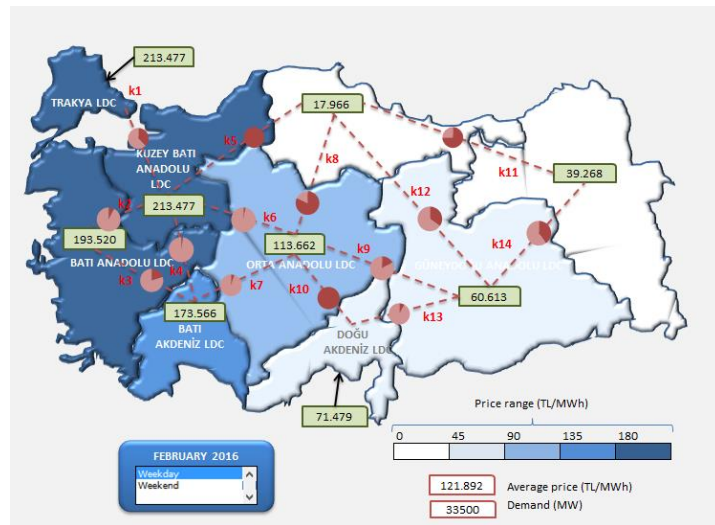 213.477
k1
TRAKYA LDC
17.966
k5
KUZEY BATI
ANADOLU
LDC
k8
k11
k12
39.268
k2
213.477
k6
193.520
113.662
k9
k14
BATI ANADOLU LDC
k4
ORTA ANADOLU LDC
k3
k7
k10
60.613
173.566
k13
BATI
AKDENİZ LDC
DOĞU
AKDENİZ LDC
71.479
Price range (TL/MWh)
0 45 90 135 180
FEBRUARY 2016
Weekday
Weekend
121.892 Average price (TL/MWh)
33500 Demand (MW)